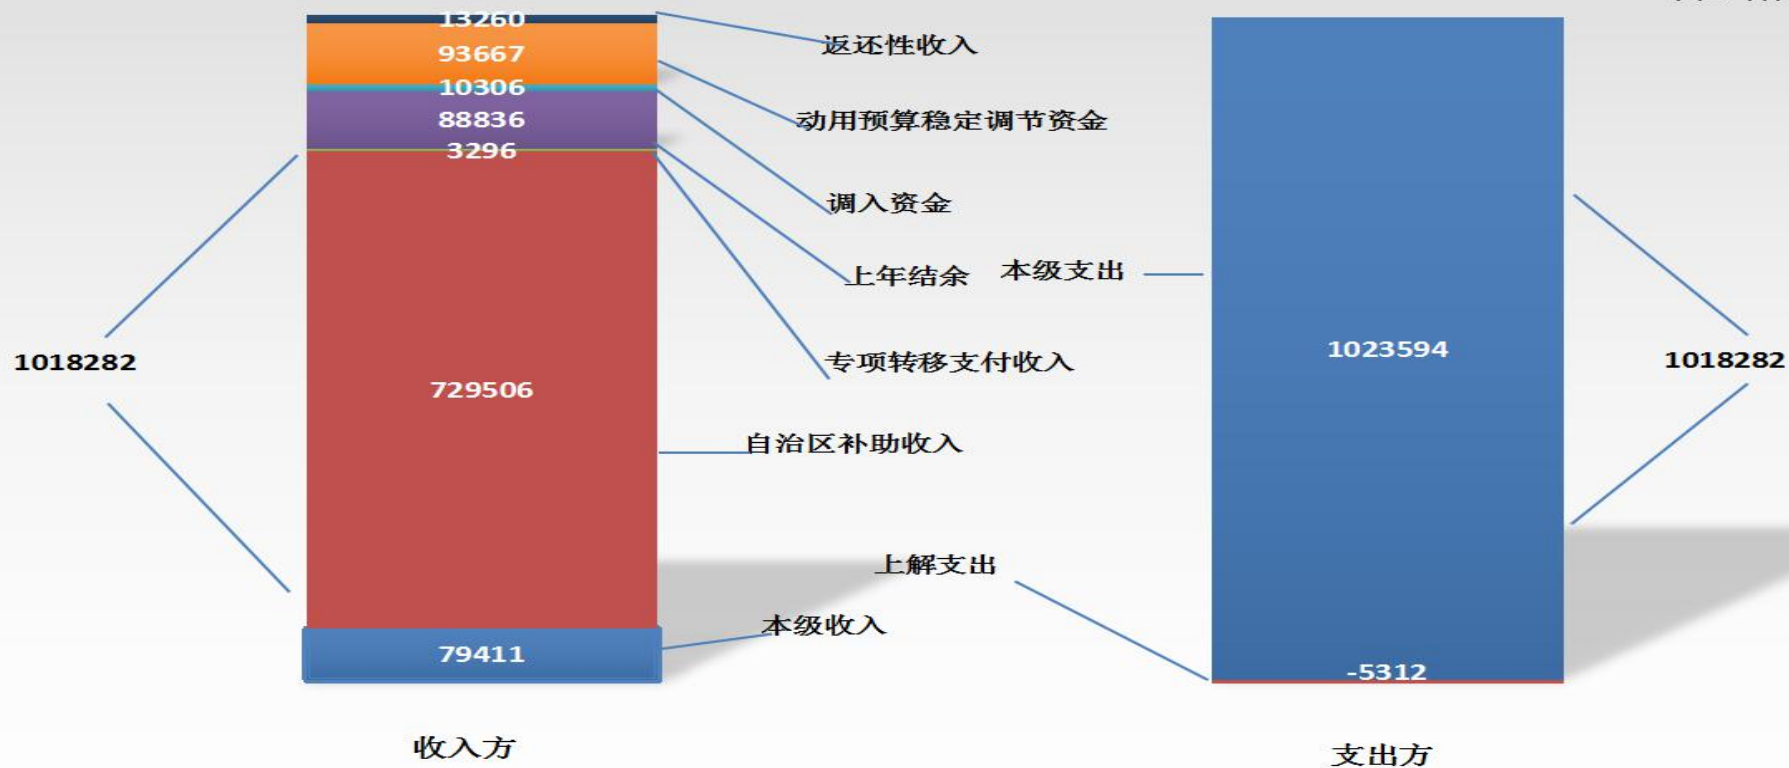 13260
返还性收入
93667
动用预算稳定调节资金
10306
88836
调入资金
3296
上年结余
本级支出
1018282
专项转移支付收入
729506
自治区补助收入
1023594
1018282
上解支出
本级收入
79411
-5312
收入方
支出方